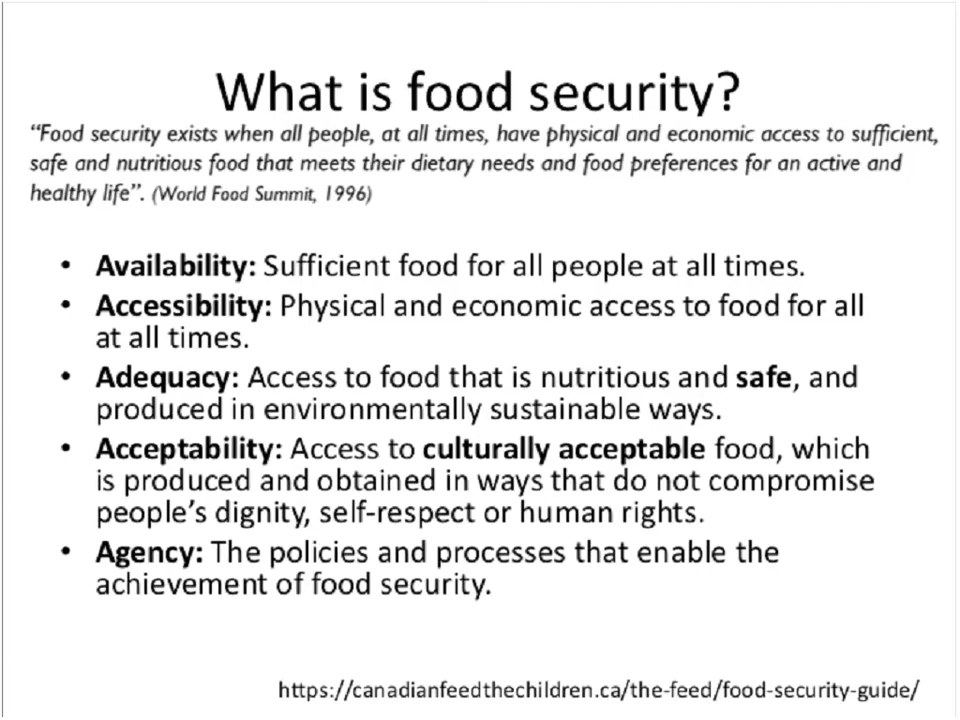 What is food security?
“Food security exists when all people, at all times, have physical and economic access to sufficient,
safe and nutritious food that meets their dietary needs and food preferences for an active and
healthy life”. (World Food Summit, 1996)
• Availability: Sufficient food for all people at all times.
• Accessibility: Physical and economic access to food for all
at all times.
• Adequacy: Access to food that is nutritious and safe, and
produced in environmentally sustainable ways.
• Acceptability: Access to culturally acceptable food, which
is produced and obtained in ways that do not compromise
people’s dignity, self-respect or human rights.
• Agency: The policies and processes that enable the
achievement of food security.
https://canadianfeedthechildren.ca/the-feed/food-security-guide/